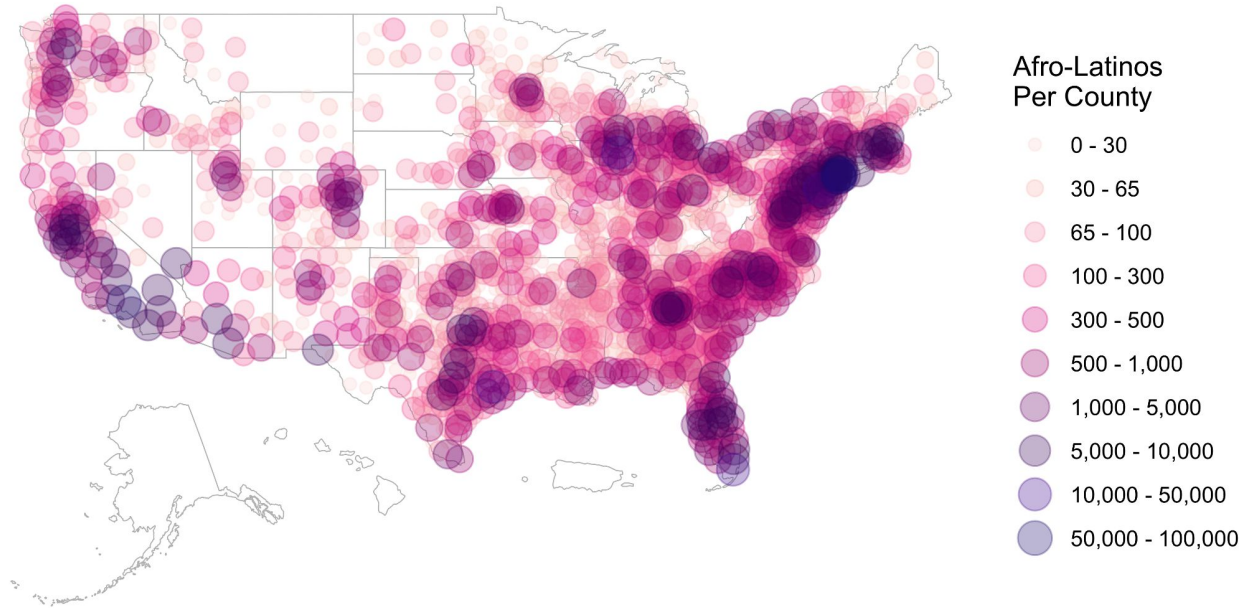 Afro-Latinos
Per County
0 - 30
30 - 65
65 - 100
100 - 300
300 - 500
500 - 1,000
1,000 - 5,000
5,000 - 10,000
10,000 - 50,000
50,000 - 100,000